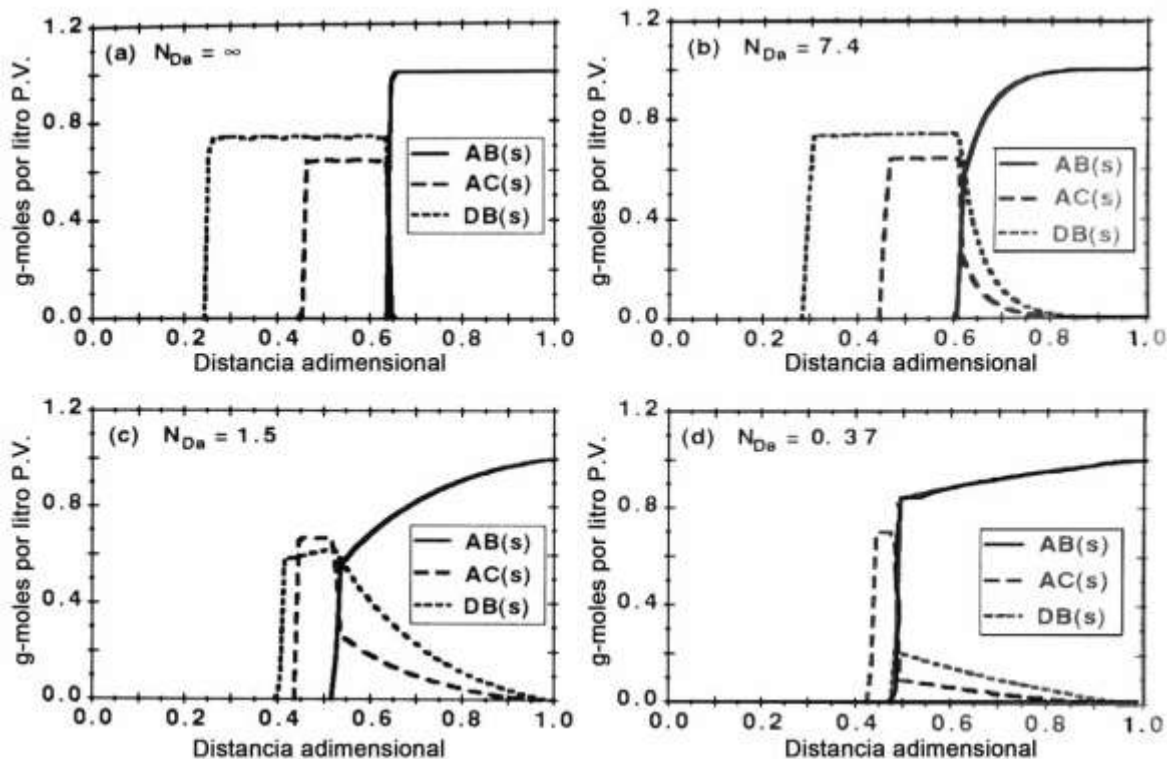 (a) N_Da = ∞
g-moles por litro P.V.
1.2
0.8
0.4
0.0
AB(s)
AC(s)
DB(s)
0.0 0.2 0.4 0.6 0.8 1.0
Distancia adimensional
(b) N_Da = 7.4
g-moles por litro P.V.
1.2
0.8
0.4
0.0
AB(s)
AC(s)
DB(s)
0.0 0.2 0.4 0.6 0.8 1.0
Distancia adimensional
(c) N_Da = 1.5
g-moles por litro P.V.
1.2
0.8
0.4
0.0
AB(s)
AC(s)
DB(s)
0.0 0.2 0.4 0.6 0.8 1.0
Distancia adimensional
(d) N_Da = 0.37
g-moles por litro P.V.
1.2
0.8
0.4
0.0
AB(s)
AC(s)
DB(s)
0.0 0.2 0.4 0.6 0.8 1.0
Distancia adimensional